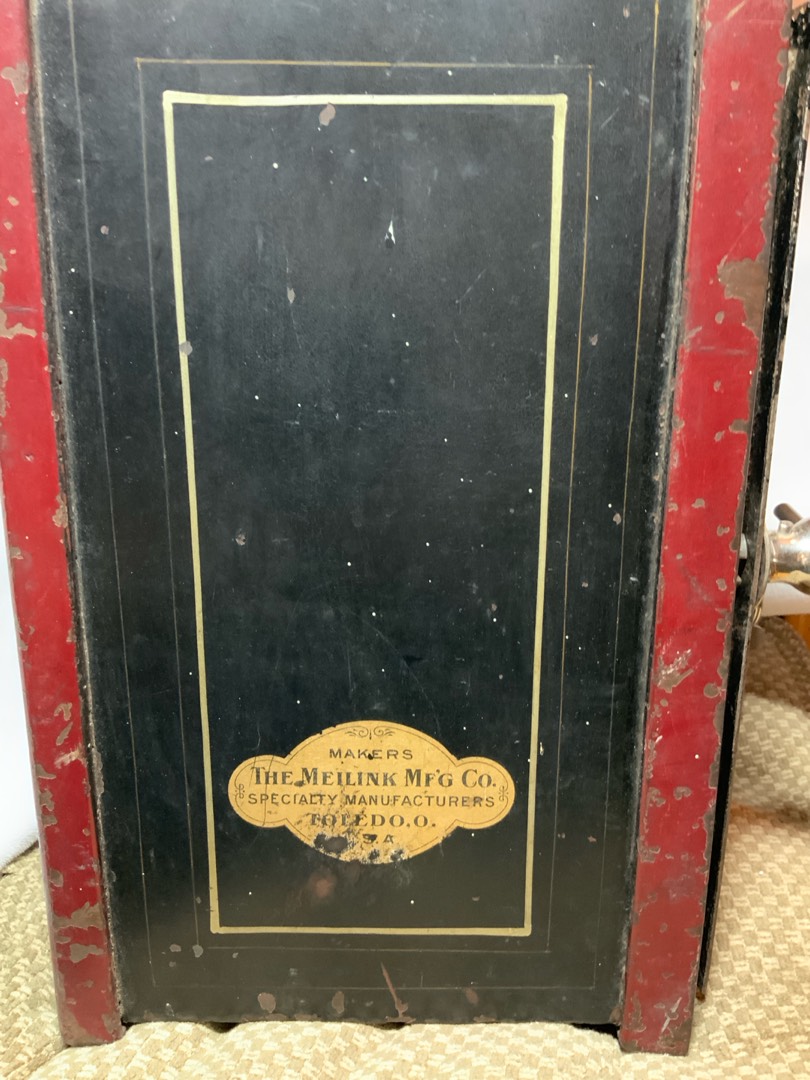 MAKERS
THE MEILINK MF'G CO.
SPECIALTY MANUFACTURERS
TOLEDO.O.